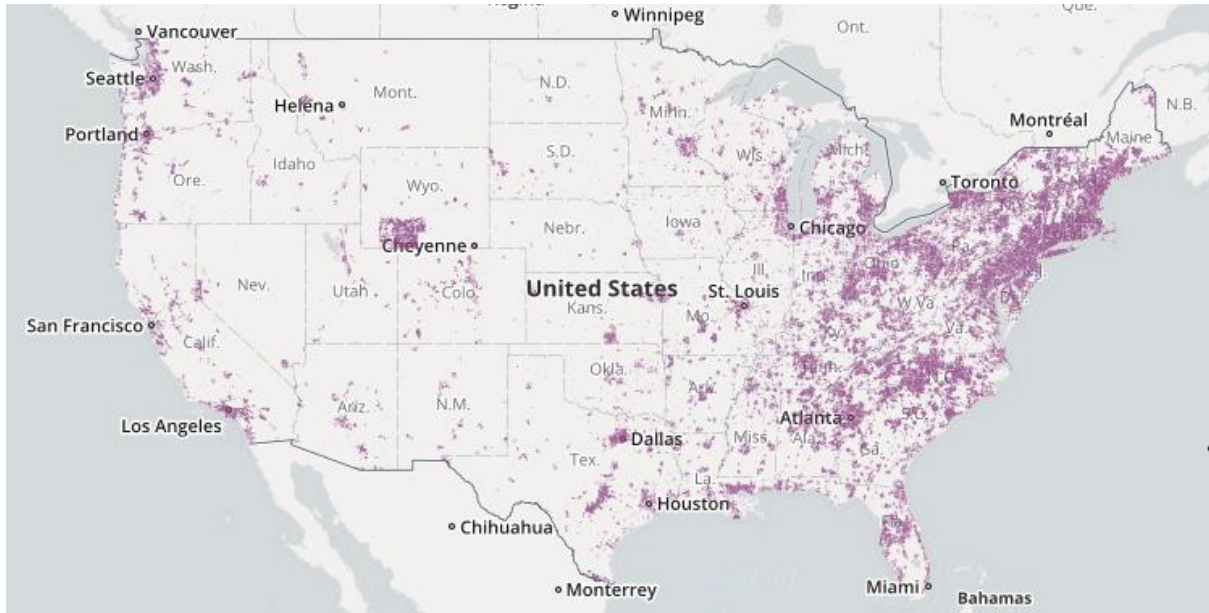 Winnipeg
Ont.
Que.
Vancouver
Seattle
Wash.
Helena
Mont.
N.D.
Minn.
Montréal
N.B.
Maine
Portland
Ore.
Idaho
S.D.
Wis.
Mich.
Toronto
Wyo.
Cheyenne
Nebr.
Iowa
Chicago
N.Y.
Pa.
Nev.
Utah
Colo.
United States
Kans.
Ill.
Ind.
Ohio
St. Louis
Mo.
W.Va.
Va.
Ky.
San Francisco
Calif.
Los Angeles
Ariz.
N.M.
Okla.
Ark.
Tenn.
N.C.
S.C.
Atlanta
Dallas
Tex.
Miss.
Ala.
Ga.
La.
Houston
Fla.
Chihuahua
Monterrey
Miami
Bahamas